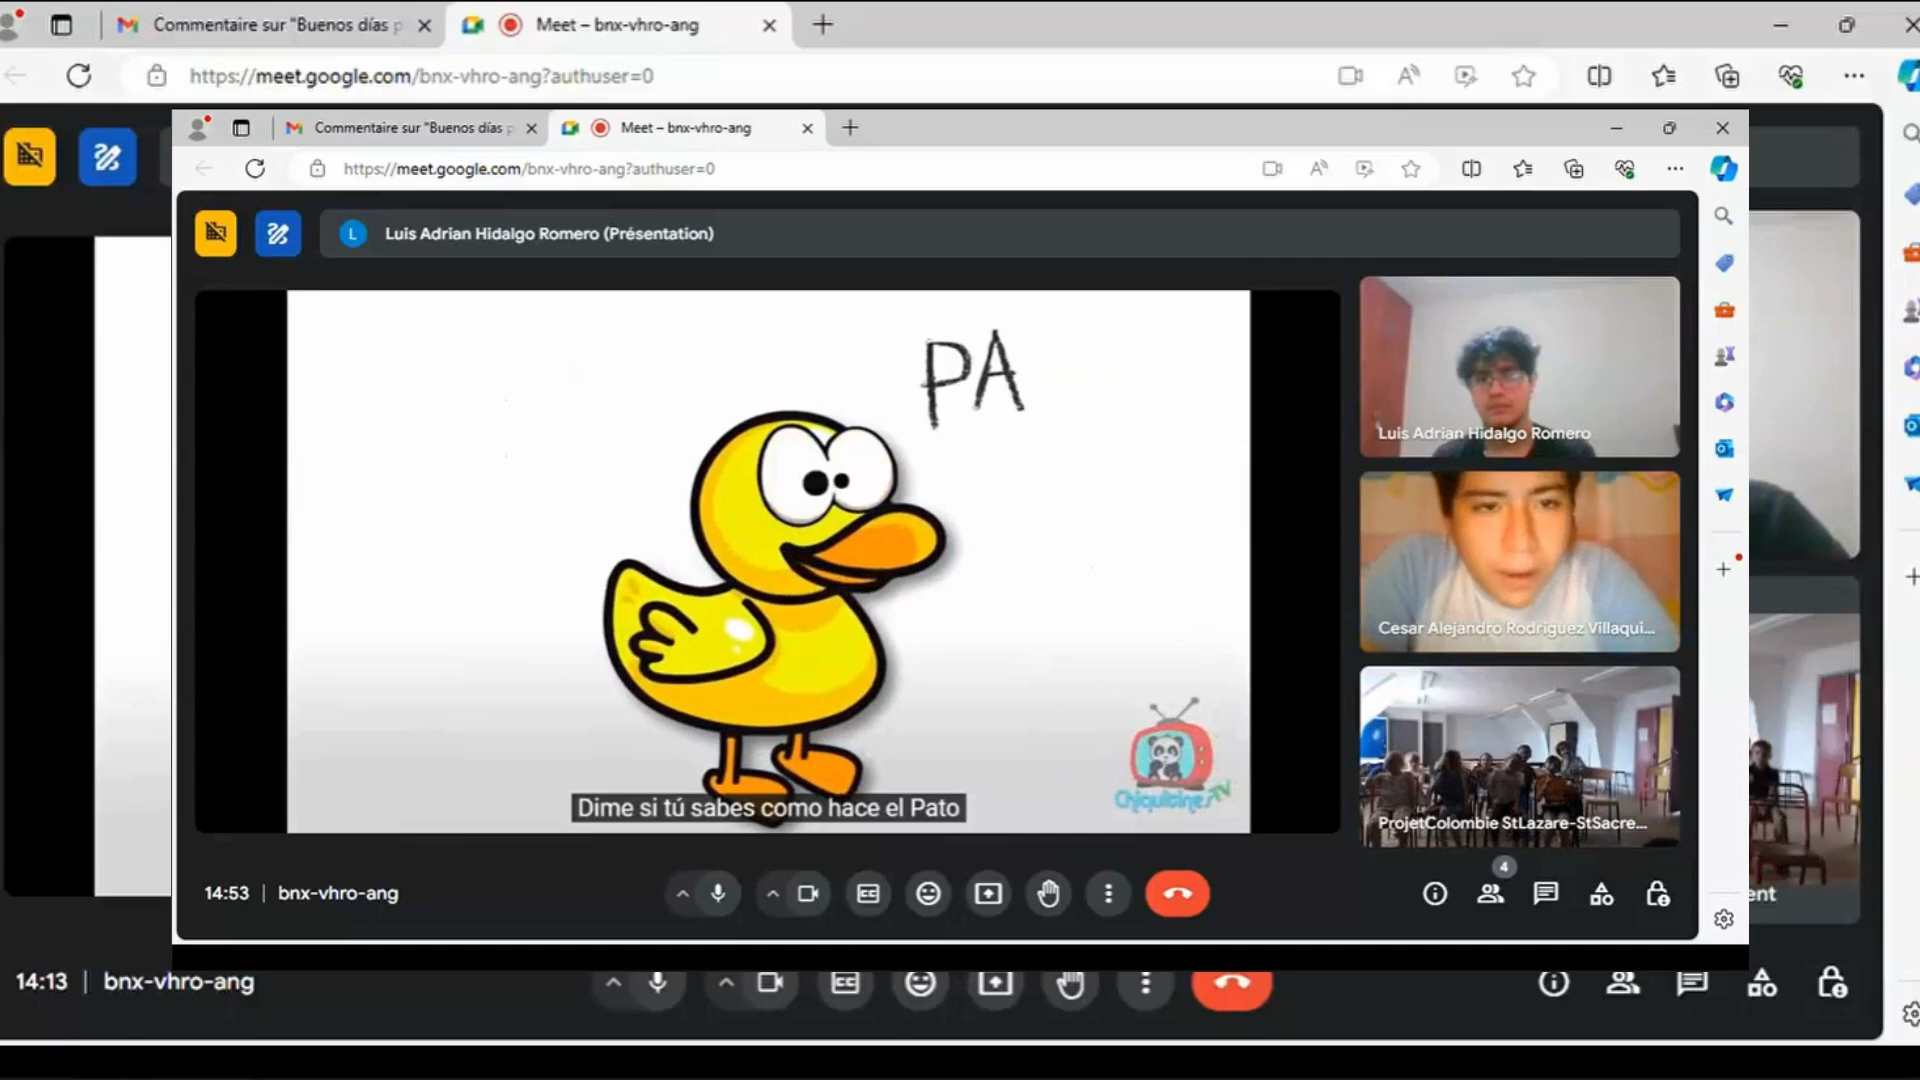 Commentaire sur "Buenos días p
Meet – bnx-vhro-ang
https://meet.google.com/bnx-vhro-ang?authuser=0
Commentaire sur "Buenos días p
Meet – bnx-vhro-ang
https://meet.google.com/bnx-vhro-ang?authuser=0
L Luis Adrian Hidalgo Romero (Présentation)
PA
Luis Adrian Hidalgo Romero
Cesar Alejandro Rodriguez Villaqui...
Chiquitines TV
Dime si tú sabes como hace el Pato
ProjetColombie StLazare-StSacre...
4
14:53 | bnx-vhro-ang
ent
14:13 | bnx-vhro-ang